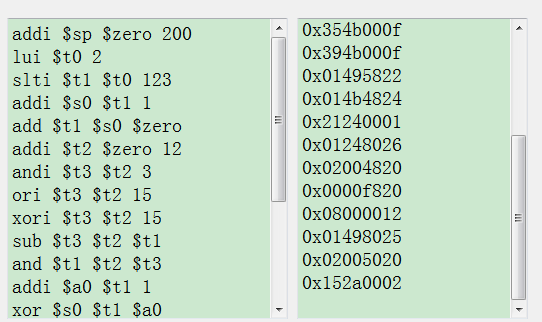 addi $sp $zero 200
lui $t0 2
slti $t1 $t0 123
addi $s0 $t1 1
add $t1 $s0 $zero
addi $t2 $zero 12
andi $t3 $t2 3
ori $t3 $t2 15
xori $t3 $t2 15
sub $t3 $t2 $t1
and $t1 $t2 $t3
addi $a0 $t1 1
xor $s0 $t1 $a0
0x354b000f
0x394b000f
0x01495822
0x014b4824
0x21240001
0x01248026
0x02004820
0x0000f820
0x08000012
0x01498025
0x02005020
0x152a0002